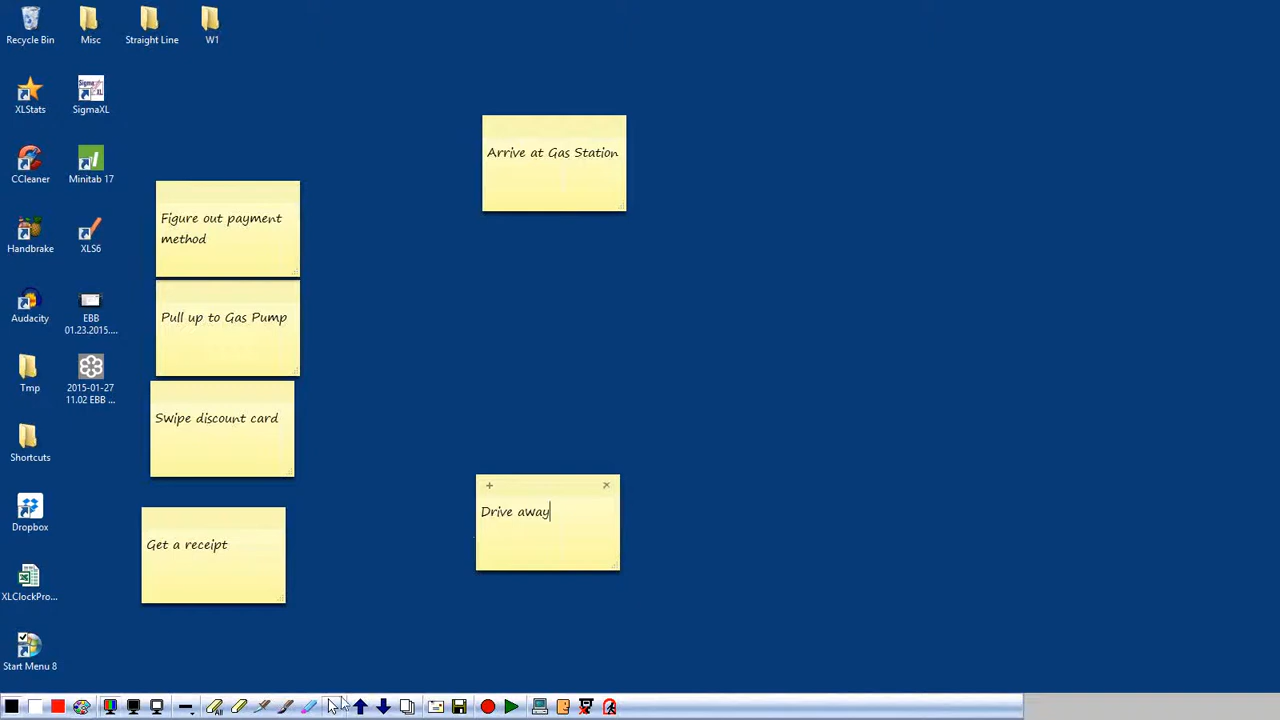 Recycle Bin
Misc
Straight Line
W1
XLStats
SigmaXL
CCleaner
Minitab 17
Handbrake
XLS6
Audacity
EBB
01.23.2015....
Tmp
2015-01-27
11.02 EBB ...
Shortcuts
Dropbox
XLClockPro...
Start Menu 8
Arrive at Gas Station
Figure out payment
method
Pull up to Gas Pump
Swipe discount card
Get a receipt
Drive away